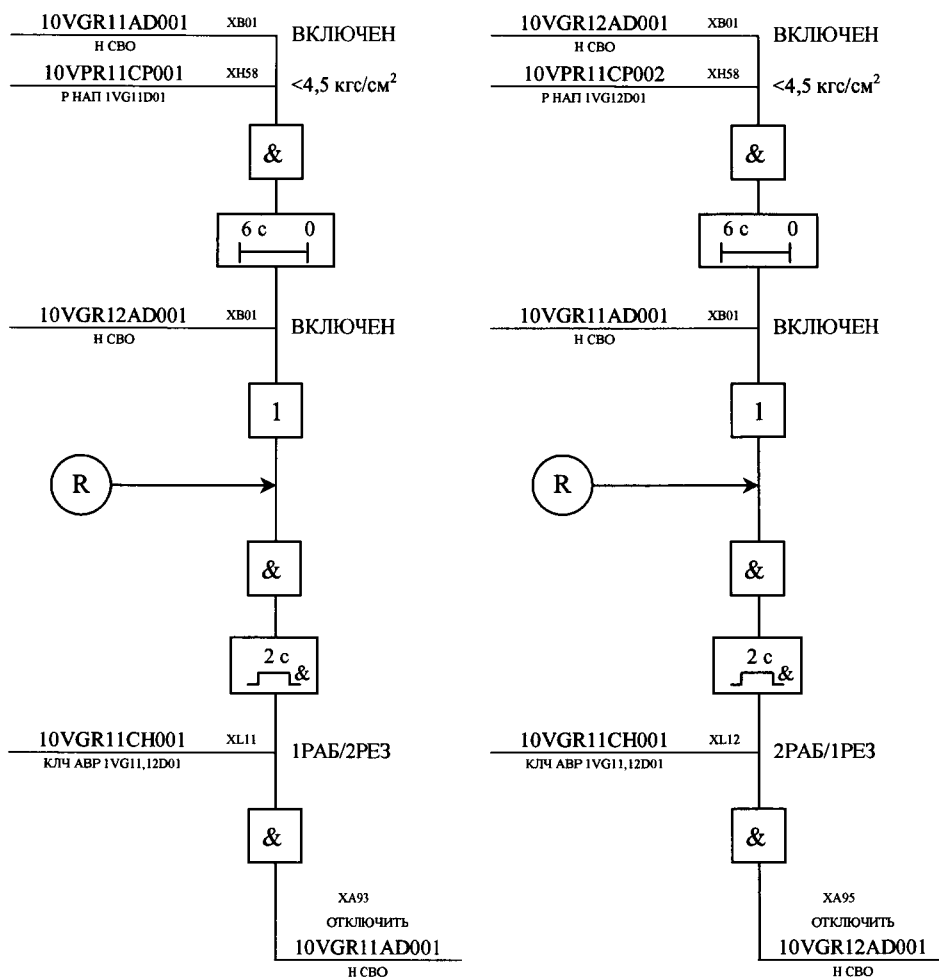 10VGR11AD001 XB01 ВКЛЮЧЕН
Н СВО
10VPR11CP001 XH58 <4,5 кгс/см²
Р НАП 1VG11D01
&
6 с 0
10VGR12AD001 XB01 ВКЛЮЧЕН
Н СВО
1
R
&
2 с
&
10VGR11CH001 XL11 1РАБ/2РЕЗ
КЛЧ АВР 1VG11,12D01
&
XA93
ОТКЛЮЧИТЬ
10VGR11AD001
Н СВО
10VGR12AD001 XB01 ВКЛЮЧЕН
Н СВО
10VPR11CP002 XH58 <4,5 кгс/см²
Р НАП 1VG12D01
&
6 с 0
10VGR11AD001 XB01 ВКЛЮЧЕН
Н СВО
1
R
&
2 с
&
10VGR11CH001 XL12 2РАБ/1РЕЗ
КЛЧ АВР 1VG11,12D01
&
XA95
ОТКЛЮЧИТЬ
10VGR12AD001
Н СВО